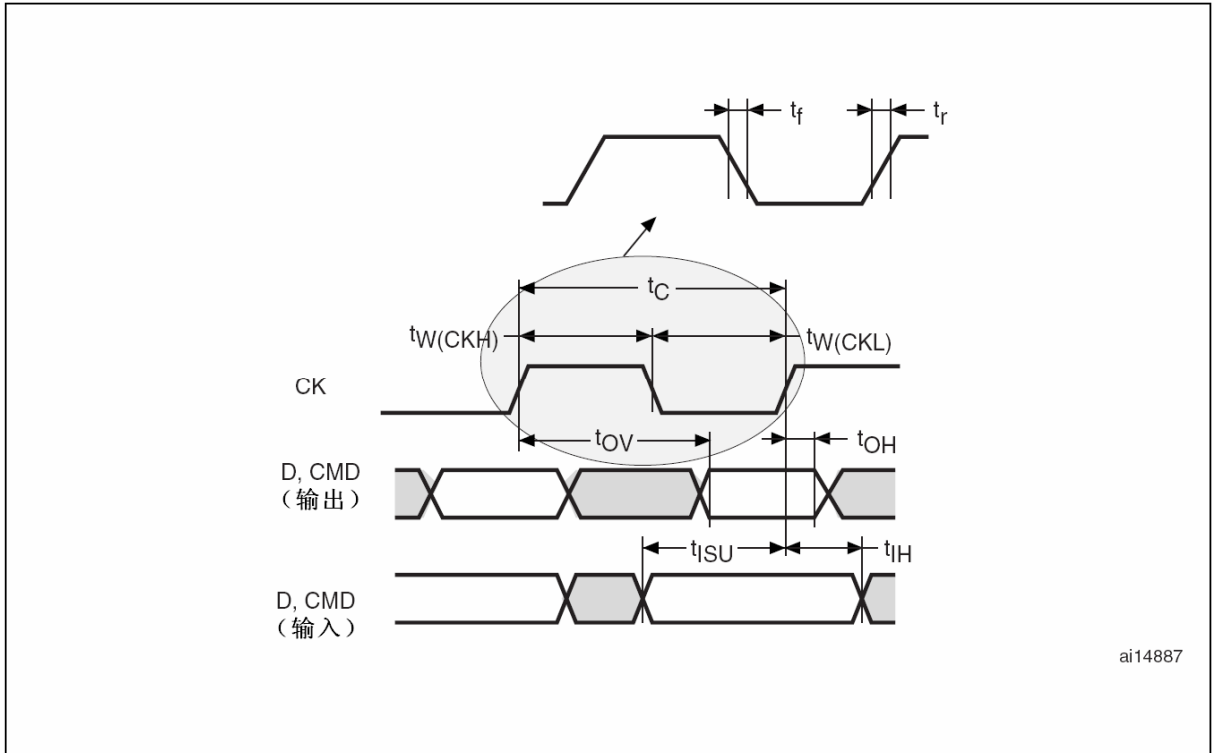 tf
tr
tC
tW(CKH)
tW(CKL)
CK
tOV
tOH
D, CMD
（输出）
tISU
tIH
D, CMD
（输入）
ai14887